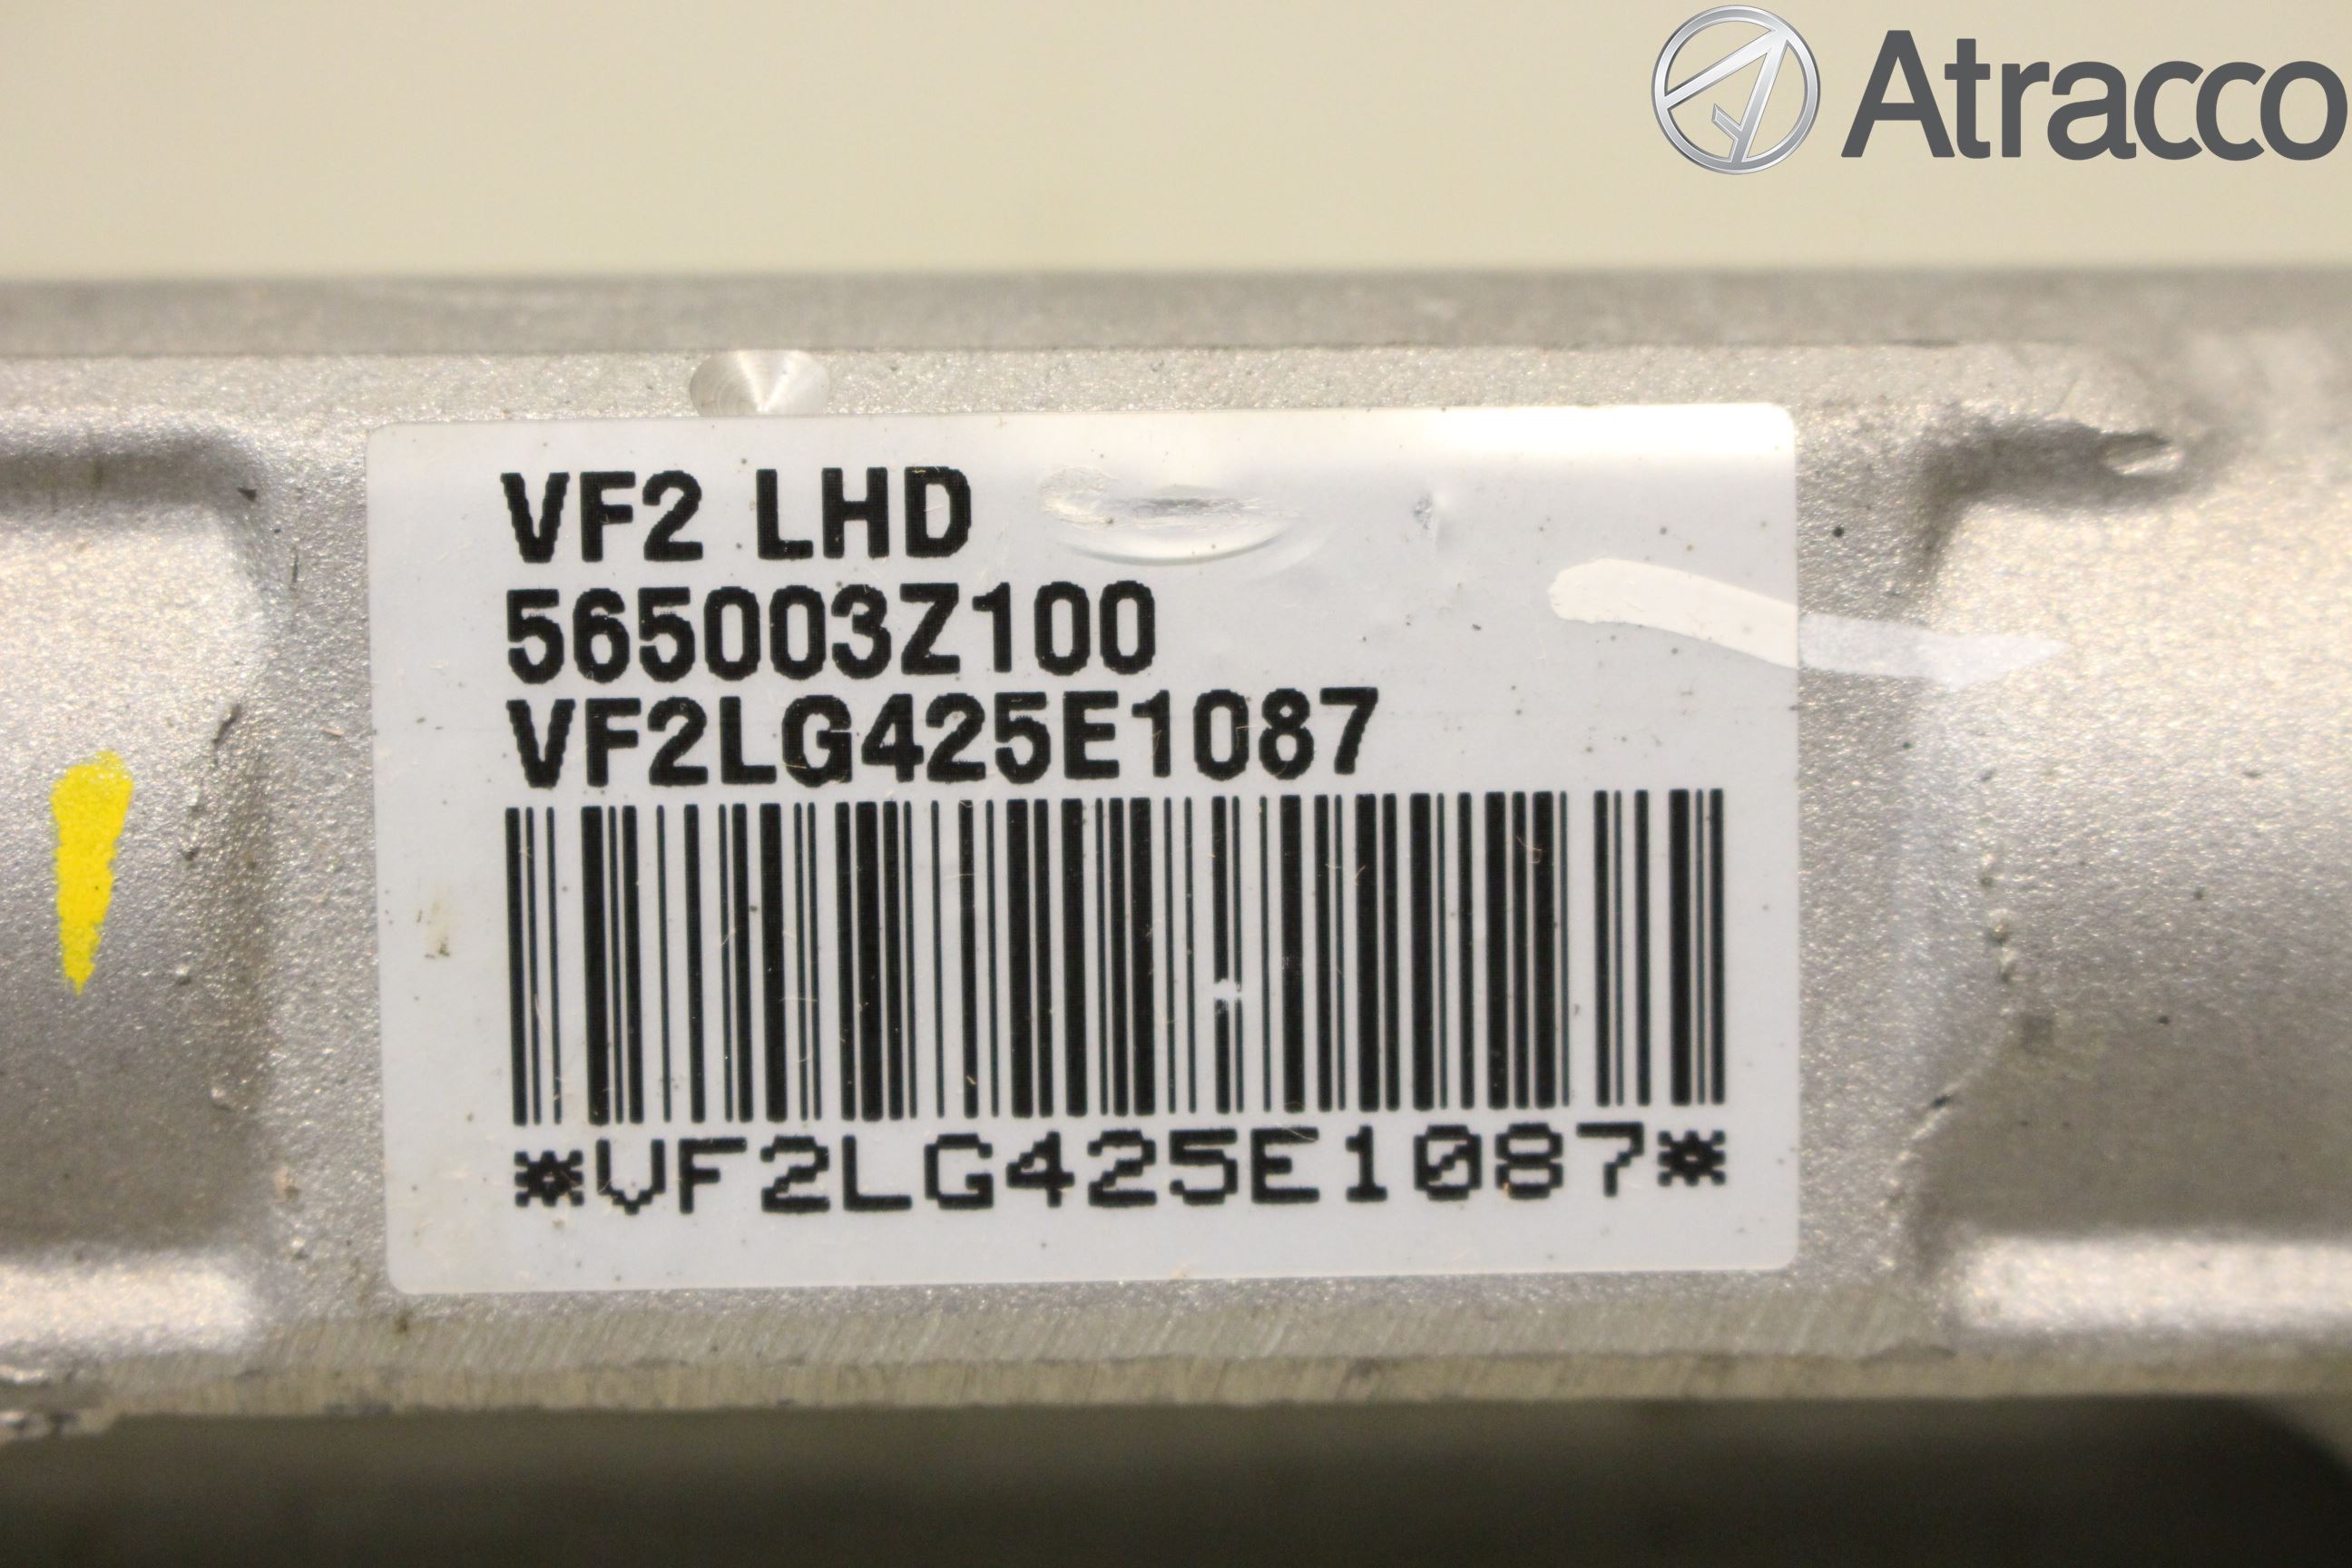 Atracco
VF2 LHD
565003Z100
VF2LG425E1087
*VF2LG425E1087*